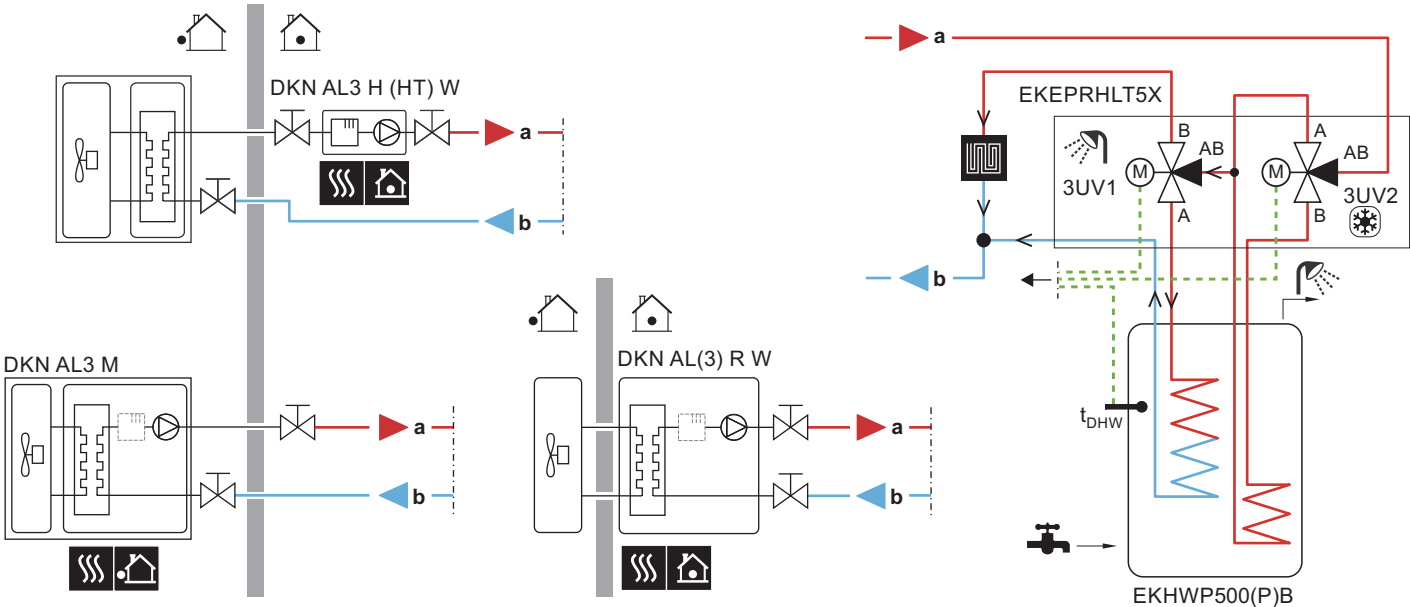 DKN AL3 H (HT) W
a
b
DKN AL3 M
a
b
DKN AL(3) R W
a
b
a
EKEPRHLT5X
B
A
AB
AB
M
M
3UV1
3UV2
A
B
b
tDHW
EKHWP500(P)B